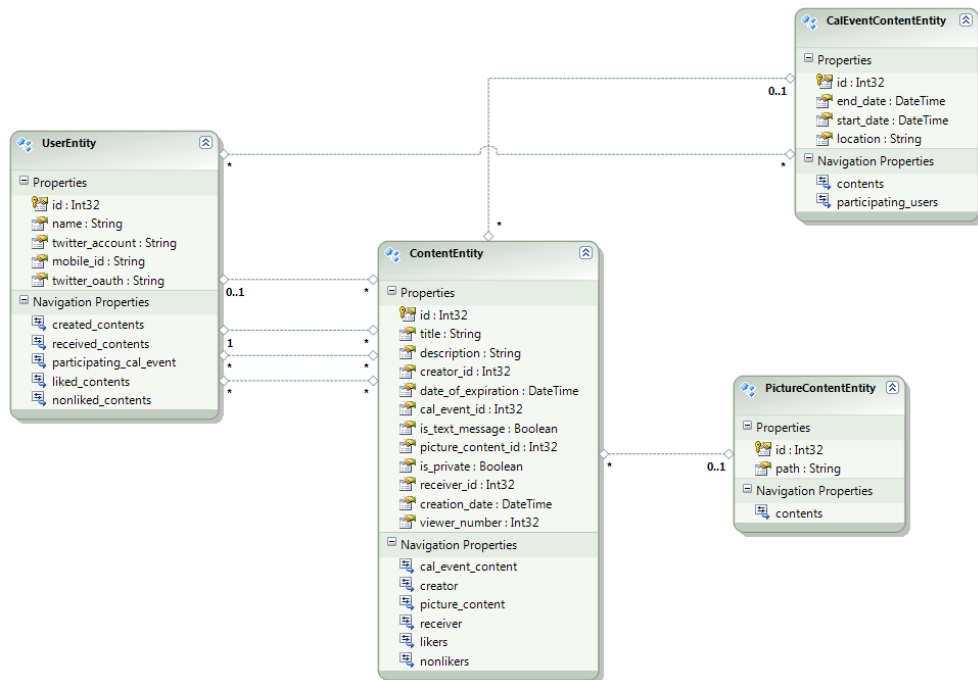 CalEventContentEntity
Properties
id : Int32
end_date : DateTime
start_date : DateTime
location : String
Navigation Properties
contents
participating_users
0..1
*
UserEntity
Properties
id : Int32
name : String
twitter_account : String
mobile_id : String
twitter_oauth : String
Navigation Properties
created_contents
received_contents
participating_cal_event
liked_contents
nonliked_contents
*
*
0..1
*
1
*
*
*
*
*
ContentEntity
Properties
id : Int32
title : String
description : String
creator_id : Int32
date_of_expiration : DateTime
cal_event_id : Int32
is_text_message : Boolean
picture_content_id : Int32
is_private : Boolean
receiver_id : Int32
creation_date : DateTime
viewer_number : Int32
Navigation Properties
cal_event_content
creator
picture_content
receiver
likers
nonlikers
*
0..1
PictureContentEntity
Properties
id : Int32
path : String
Navigation Properties
contents